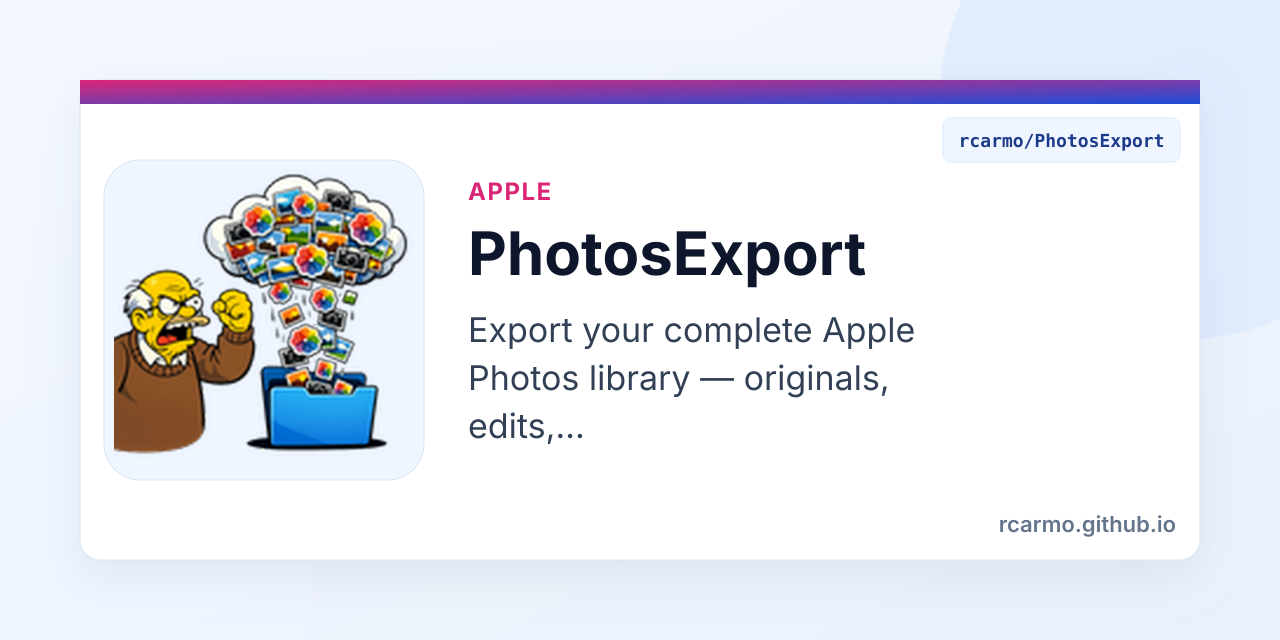 rcarmo/PhotosExport
APPLE
PhotosExport
Export your complete Apple
Photos library — originals,
edits,...
rcarmo.github.io